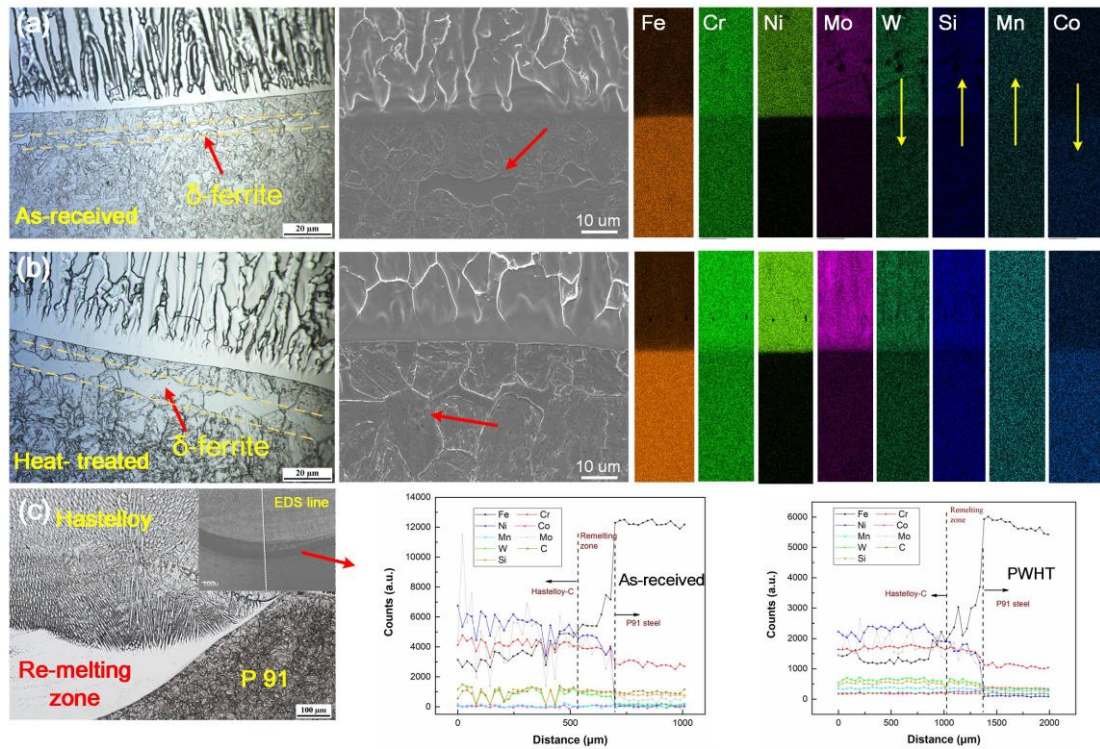 (a)
δ-ferrite
As-received
20 μm
10 um
Fe
Cr
Ni
Mo
W
Si
Mn
Co
(b)
δ-ferrite
Heat- treated
20 μm
10 um
(c)
Hastelloy
EDS line
Re-melting
zone
P 91
100 μm
14000
12000
10000
8000
6000
4000
2000
0
Counts (a.u.)
Fe
Cr
Ni
Co
Mn
Mo
W
C
Si
Remelting
zone
As-received
Hastelloy-C
P91 steel
0
500
1000
Distance (μm)
6000
5000
4000
3000
2000
1000
0
Counts (a.u.)
Fe
Cr
Ni
Co
Mn
Mo
W
C
Si
Remelting
zone
PWHT
Hastelloy-C
P91 steel
0
500
1000
1500
2000
Distance (μm)